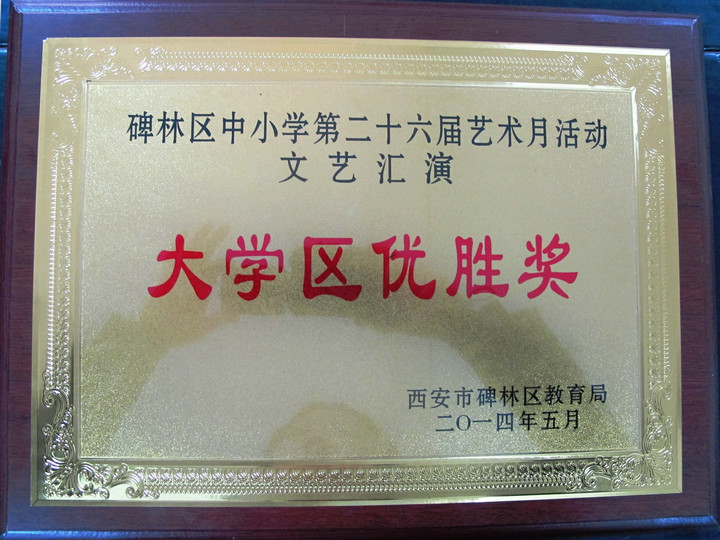 碑林区中小学第二十六届艺术月活动
文艺汇演
大学区优胜奖
西安市碑林区教育局
二〇一四年五月